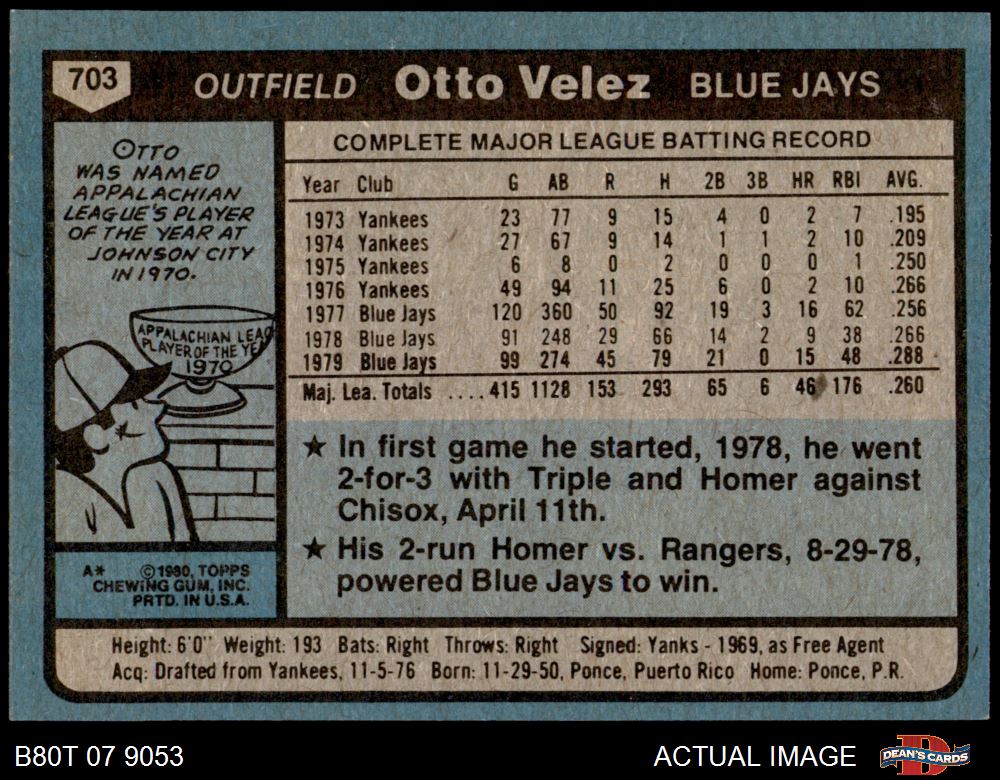 703 OUTFIELD Otto Velez BLUE JAYS
OTTO
WAS NAMED
APPALACHIAN
LEAGUE'S PLAYER
OF THE YEAR AT
JOHNSON CITY
IN 1970.
APPALACHIAN LEAG
PLAYER OF THE YEA
1970
A* ©1980, TOPPS
CHEWING GUM, INC.
PRTD. IN U.S.A.
COMPLETE MAJOR LEAGUE BATTING RECORD
Year Club G AB R H 2B 3B HR RBI AVG.
1973 Yankees 23 77 9 15 4 0 2 7 .195
1974 Yankees 27 67 9 14 1 1 2 10 .209
1975 Yankees 6 8 0 2 0 0 0 1 .250
1976 Yankees 49 94 11 25 6 0 2 10 .266
1977 Blue Jays 120 360 50 92 19 3 16 62 .256
1978 Blue Jays 91 248 29 66 14 2 9 38 .266
1979 Blue Jays 99 274 45 79 21 0 15 48 .288
Maj. Lea. Totals ....415 1128 153 293 65 6 46 176 .260
★ In first game he started, 1978, he went
2-for-3 with Triple and Homer against
Chisox, April 11th.
★ His 2-run Homer vs. Rangers, 8-29-78,
powered Blue Jays to win.
Height: 6'0" Weight: 193 Bats: Right Throws: Right Signed: Yanks - 1969, as Free Agent
Acq: Drafted from Yankees, 11-5-76 Born: 11-29-50, Ponce, Puerto Rico Home: Ponce, P.R.
B80T 07 9053 ACTUAL IMAGE DEAN'S CARDS